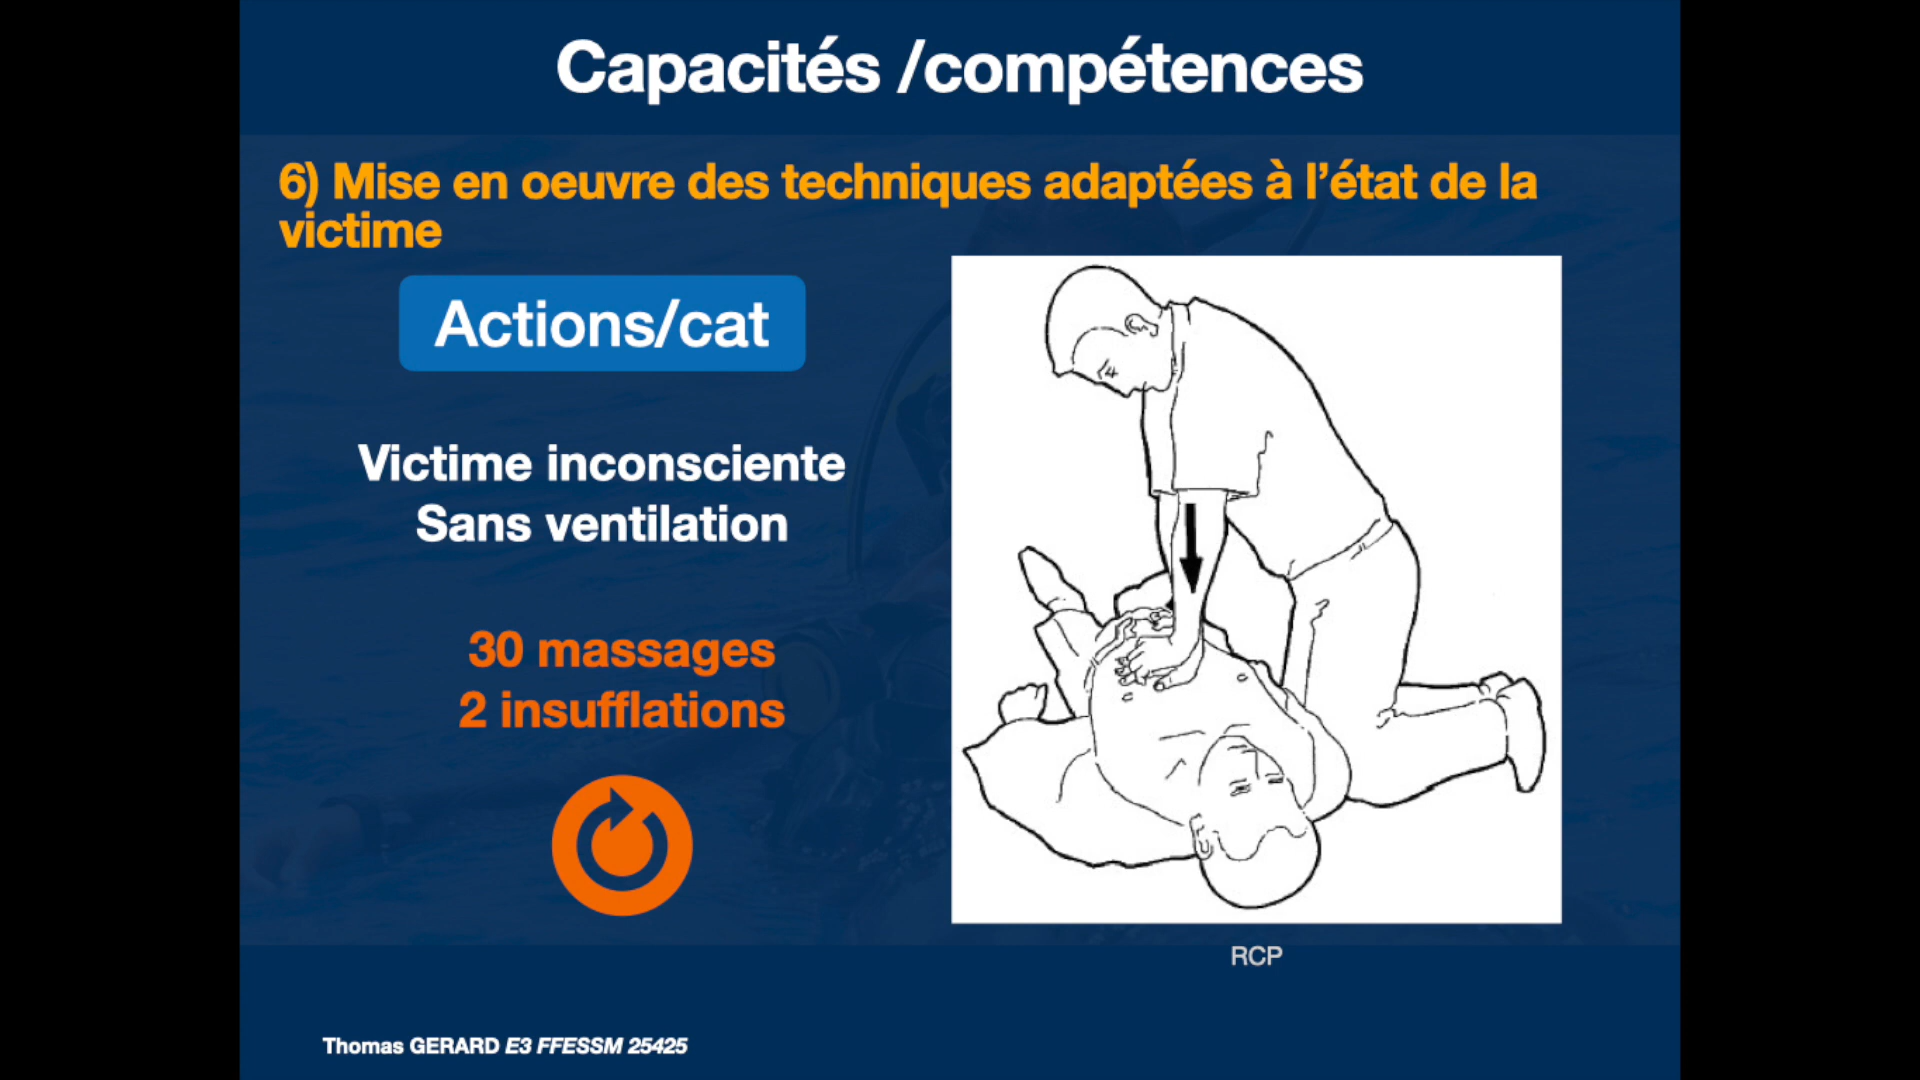 Capacités /compétences
6) Mise en oeuvre des techniques adaptées à l’état de la
victime
Actions/cat
Victime inconsciente
Sans ventilation
30 massages
2 insufflations
RCP
Thomas GERARD E3 FFESSM 25425